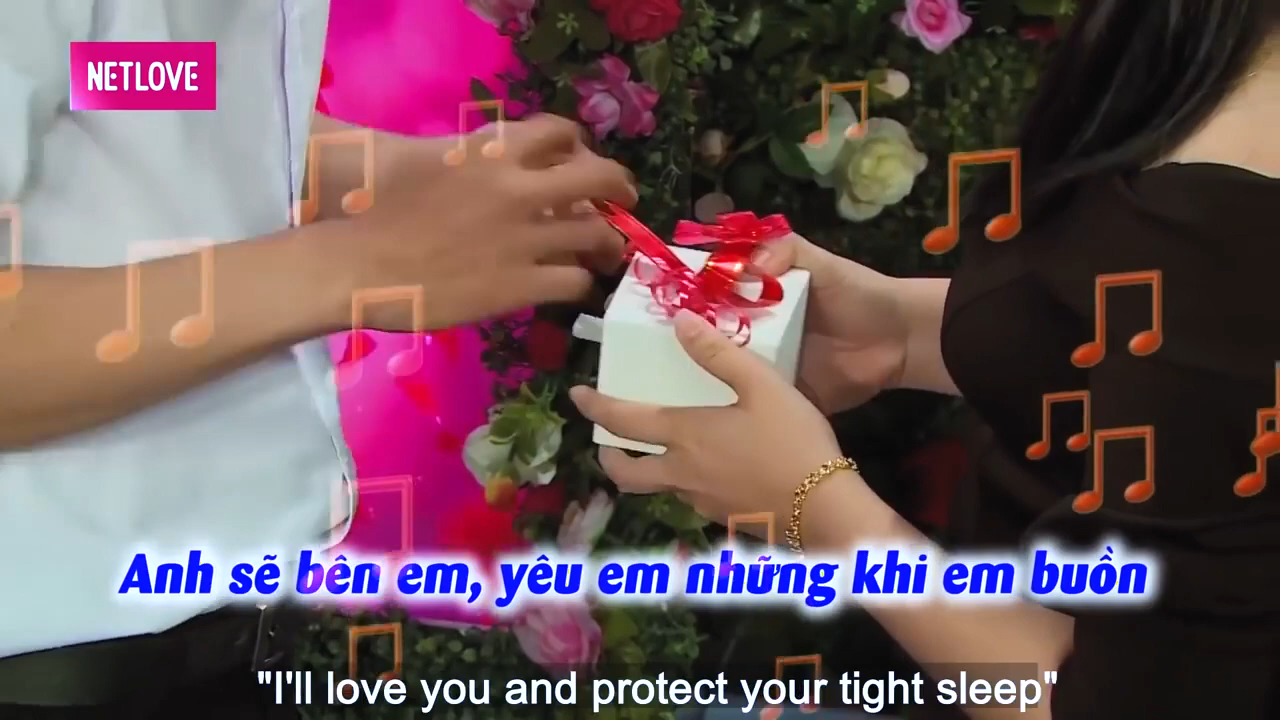 NETLOVE
Anh sẽ bên em, yêu em những khi em buồn
"I'll love you and protect your tight sleep"